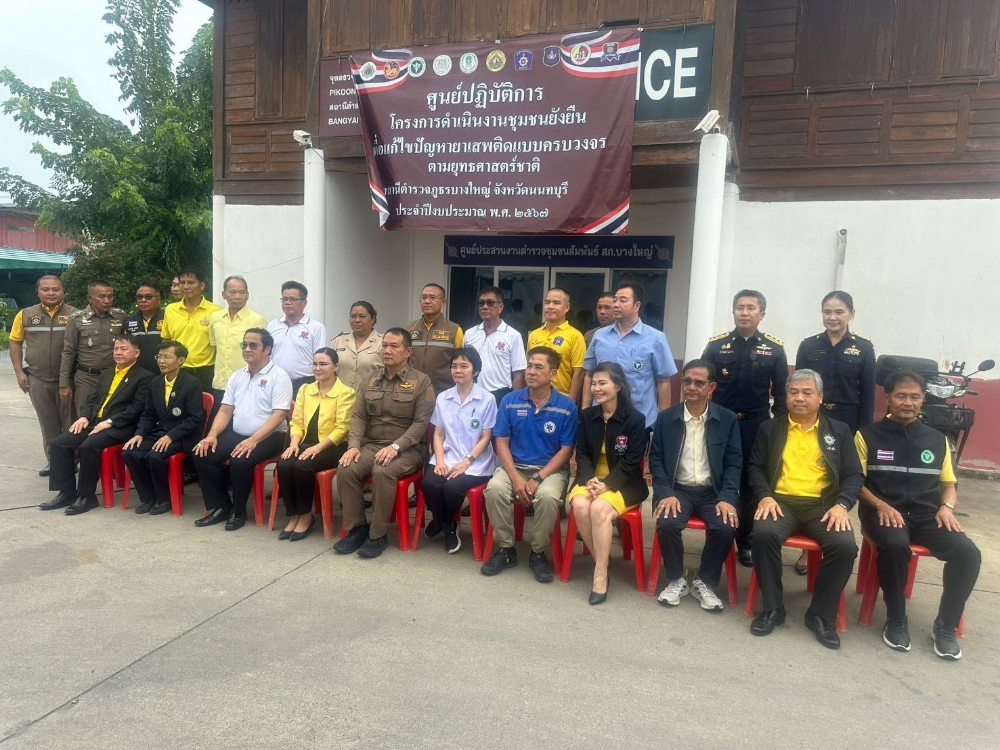 ศูนย์ปฏิบัติการ
โครงการดำเนินงานชุมชนยั่งยืน
เพื่อแก้ไขปัญหายาเสพติดแบบครบวงจร
ตามยุทธศาสตร์ชาติ
สถานีตำรวจภูธรบางใหญ่ จังหวัดนนทบุรี
ประจำปีงบประมาณ พ.ศ. ๒๕๖๗
จุดตรวจ
PIKOON
สถานีตำร
BANGYAI
ICE
ศูนย์ประสานงานตำรวจชุมชนสัมพันธ์ สภ.บางใหญ่